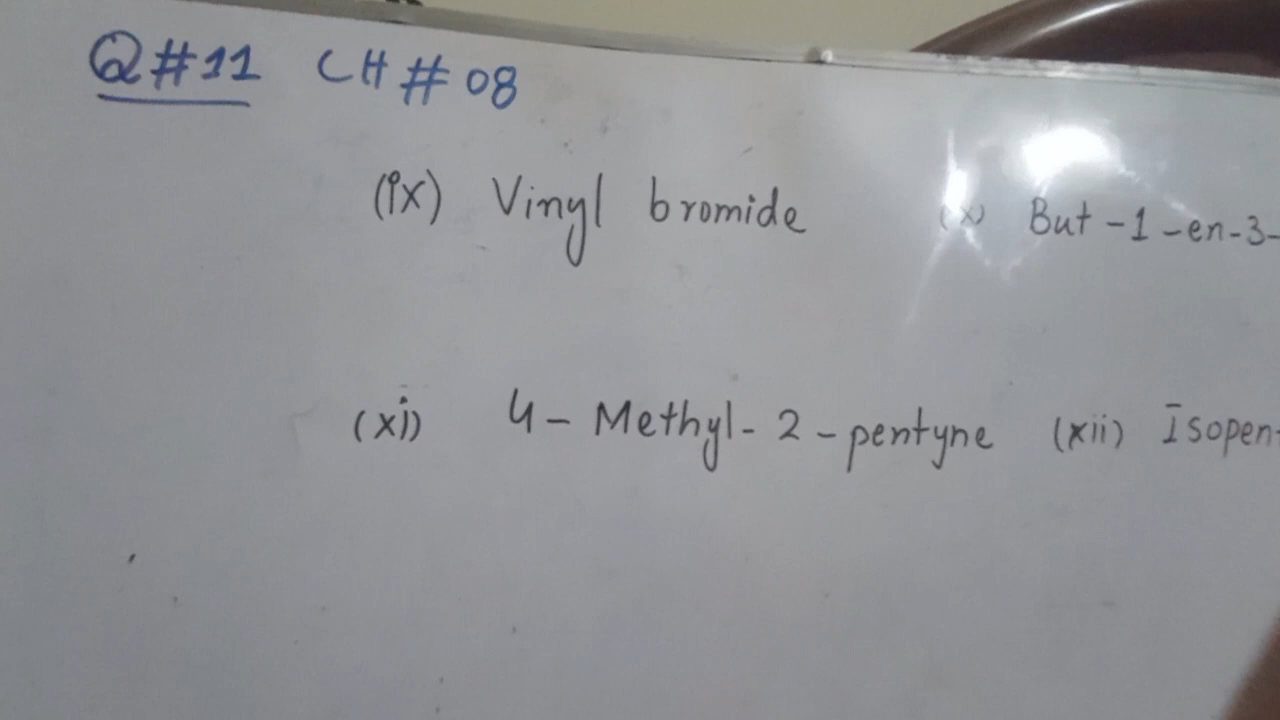 Q#11 CH # 08
(ix) Vinyl bromide (x) But-1-en-3-
(xi) 4-Methyl-2-pentyne (xii) Isopen-